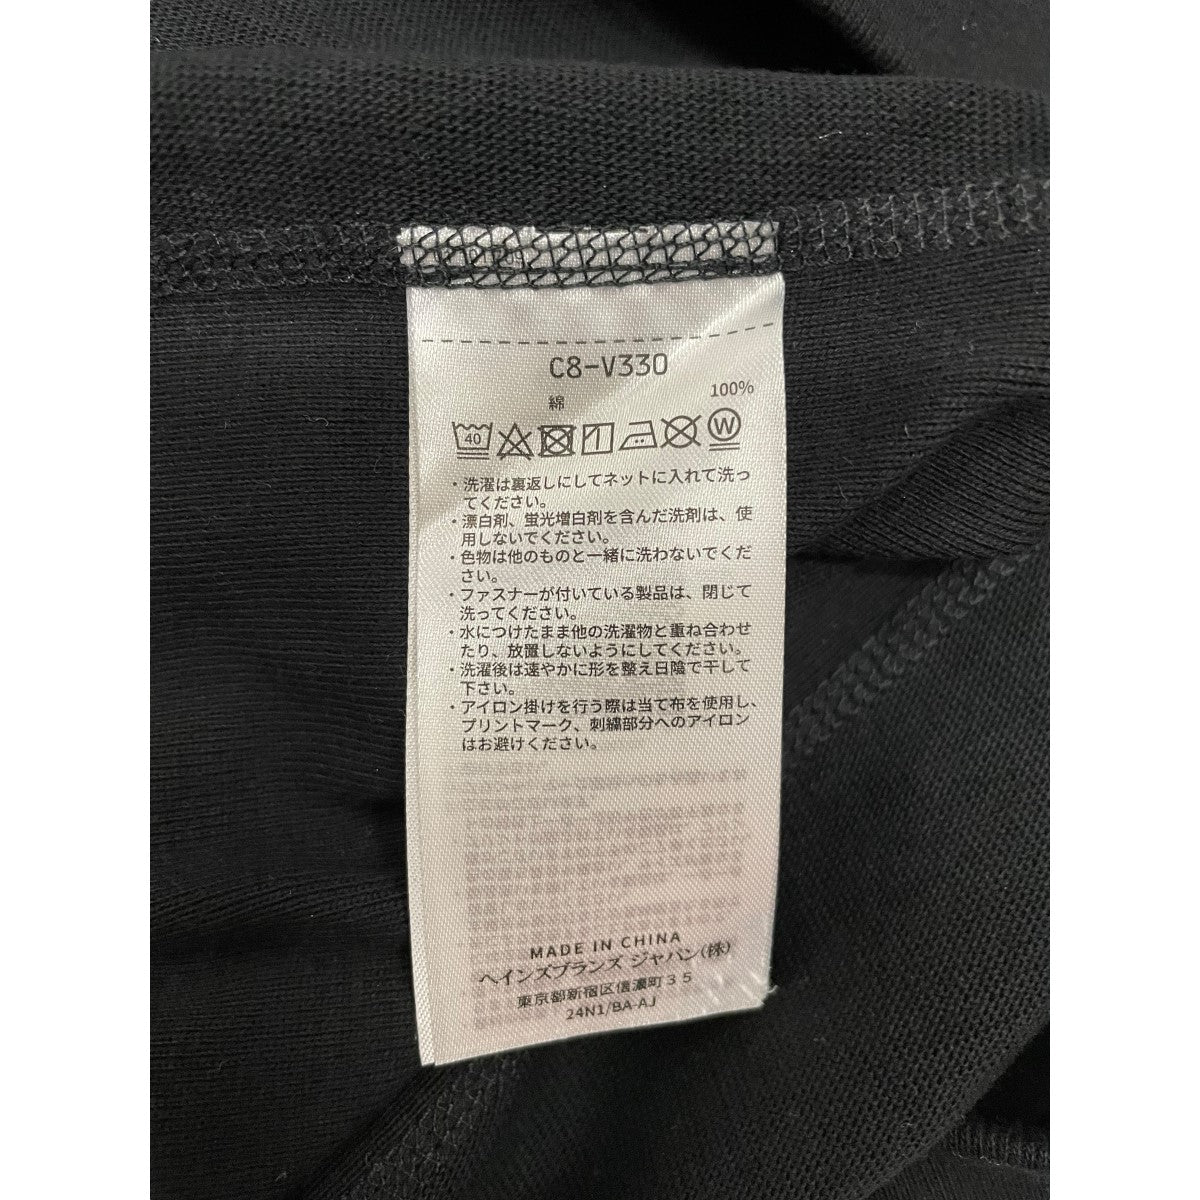 C8-V330
綿 100%
40
W
・洗濯は裏返しにしてネットに入れて洗っ
てください。
・漂白剤、蛍光増白剤を含んだ洗剤は、使
用しないでください。
・色物は他のものと一緒に洗わないでくだ
さい。
・ファスナーが付いている製品は、閉じて
洗ってください。
・水につけたまま他の洗濯物と重ね合わせ
たり、放置しないようにしてください。
・洗濯後は速やかに形を整え日陰で干して
下さい。
・アイロン掛けを行う際は当て布を使用し、
プリントマーク、刺繍部分へのアイロン
はお避けください。
MADE IN CHINA
ヘインズブランズ ジャパン(株)
東京都新宿区信濃町35
24N1/BA-AJ